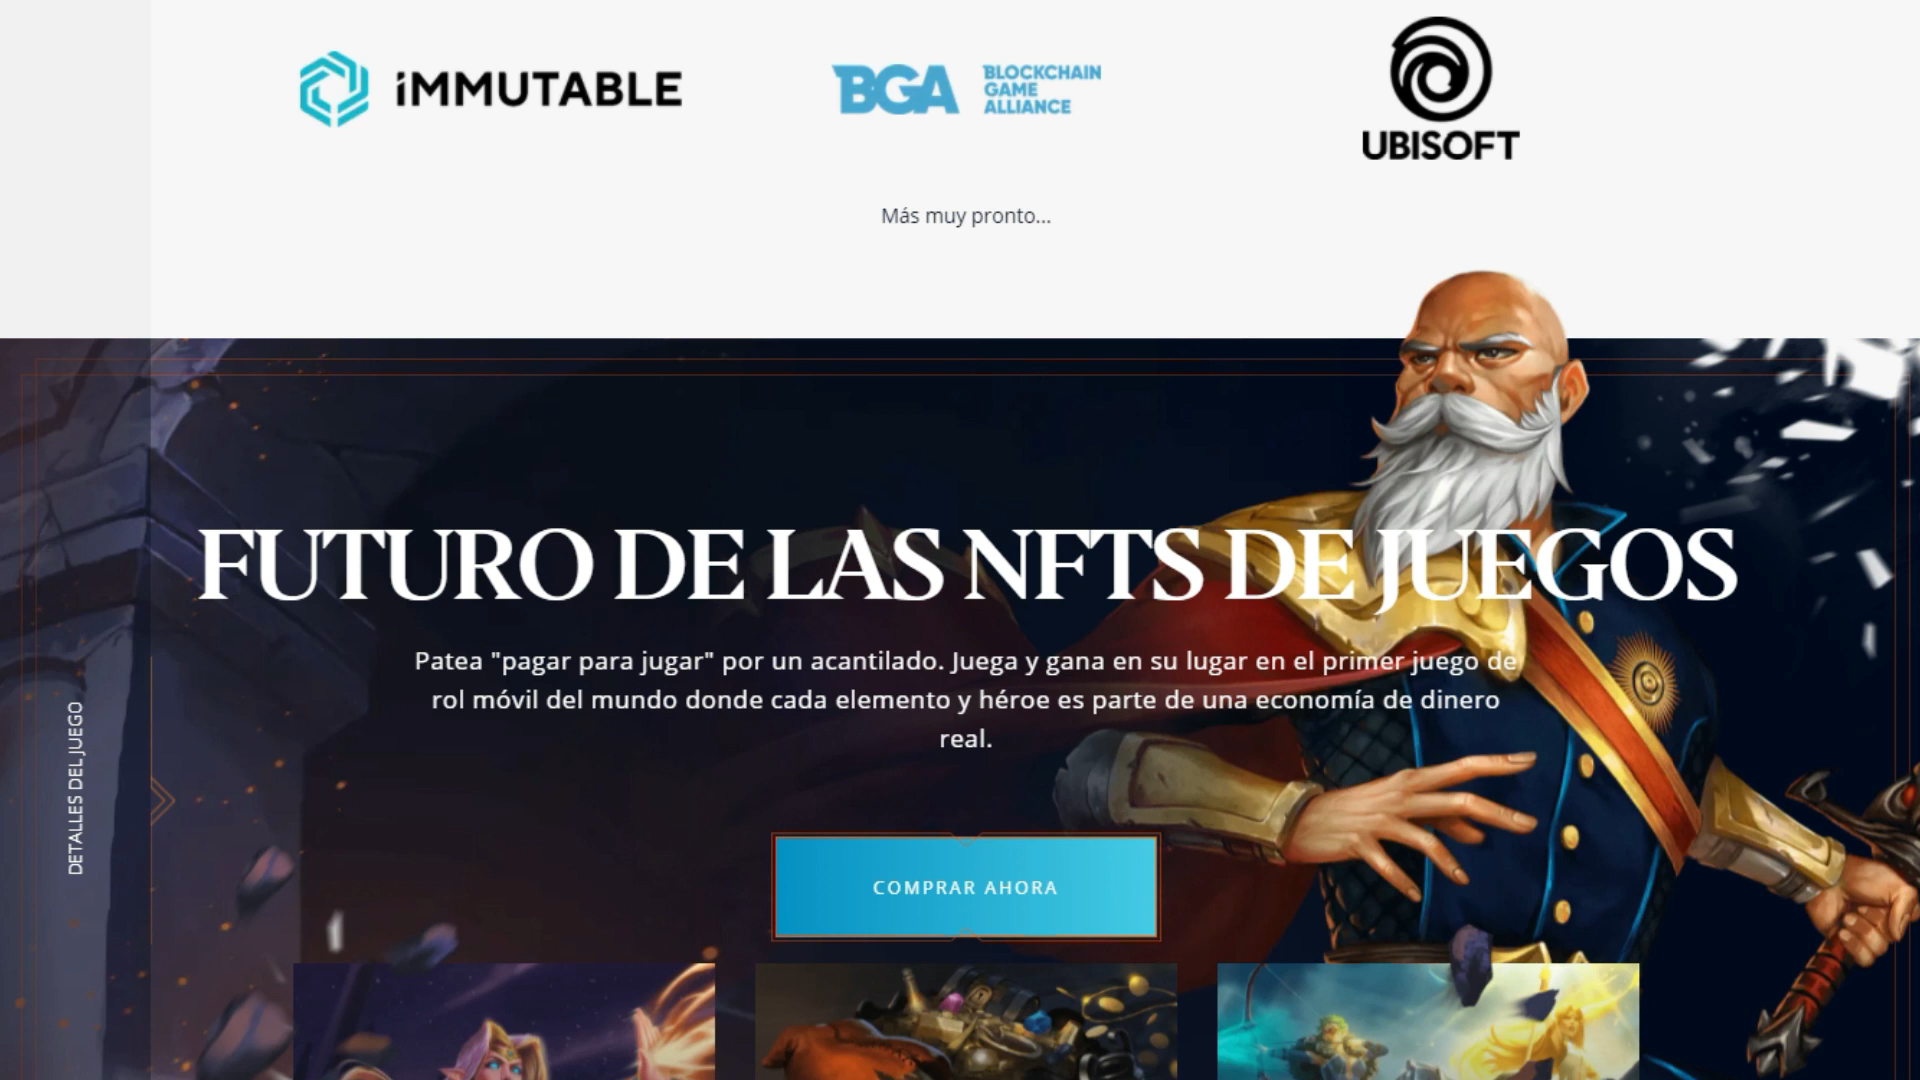 iMMUTABLE
BGA
BLOCKCHAIN
GAME
ALLIANCE
UBISOFT
Más muy pronto...
FUTURO DE LAS NFTS DE JUEGOS
Patea "pagar para jugar" por un acantilado. Juega y gana en su lugar en el primer juego de
rol móvil del mundo donde cada elemento y héroe es parte de una economía de dinero
real.
DETALLES DEL JUEGO
COMPRAR AHORA